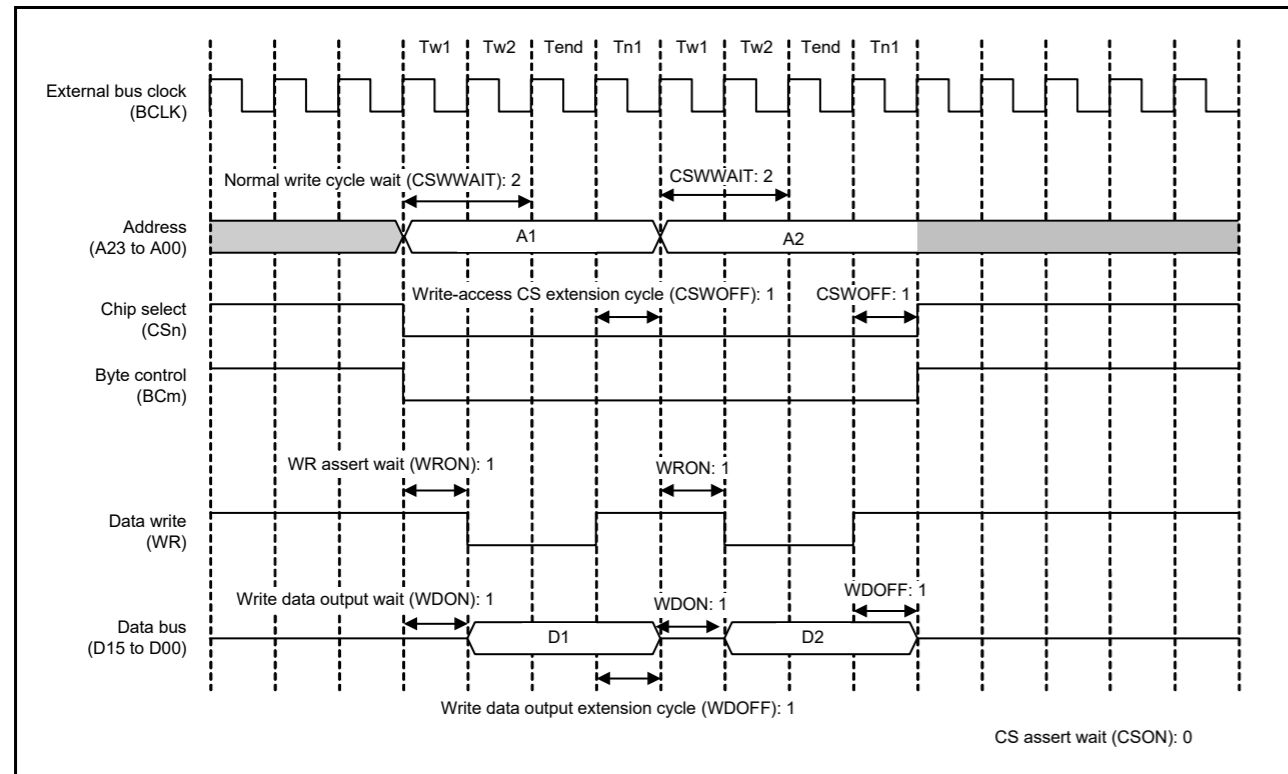 Tw1 Tw2 Tend Tn1 Tw1 Tw2 Tend Tn1
External bus clock
(BCLK)
Normal write cycle wait (CSWWAIT): 2
CSWWAIT: 2
Address
(A23 to A00)
A1
A2
Write-access CS extension cycle (CSWOFF): 1
CSWOFF: 1
Chip select
(CSn)
Byte control
(BCm)
WR assert wait (WRON): 1
WRON: 1
Data write
(WR)
Write data output wait (WDON): 1
WDON: 1
WDOFF: 1
Data bus
(D15 to D00)
D1
D2
Write data output extension cycle (WDOFF): 1
CS assert wait (CSON): 0